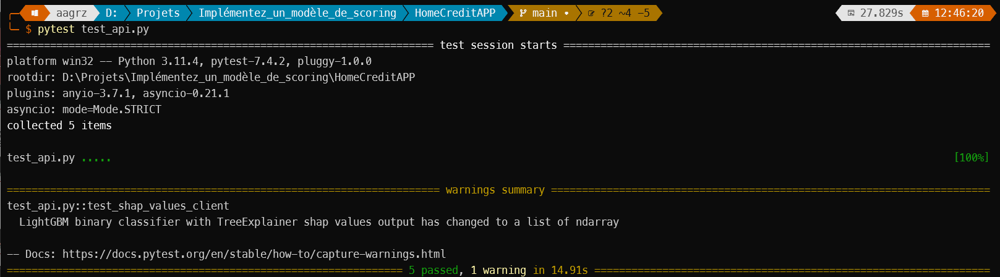 aagrz D: Projets Implémentez_un_modèle_de_scoring HomeCreditAPP main • ?2 ~4 -5 27.829s 12:46:20
$ pytest test_api.py
============================= test session starts =============================
platform win32 -- Python 3.11.4, pytest-7.4.2, pluggy-1.0.0
rootdir: D:\Projets\Implémentez_un_modèle_de_scoring\HomeCreditAPP
plugins: anyio-3.7.1, asyncio-0.21.1
asyncio: mode=Mode.STRICT
collected 5 items
test_api.py ..... [100%]
============================= warnings summary =============================
test_api.py::test_shap_values_client
LightGBM binary classifier with TreeExplainer shap values output has changed to a list of ndarray
-- Docs: https://docs.pytest.org/en/stable/how-to/capture-warnings.html
============================= 5 passed, 1 warning in 14.91s =============================